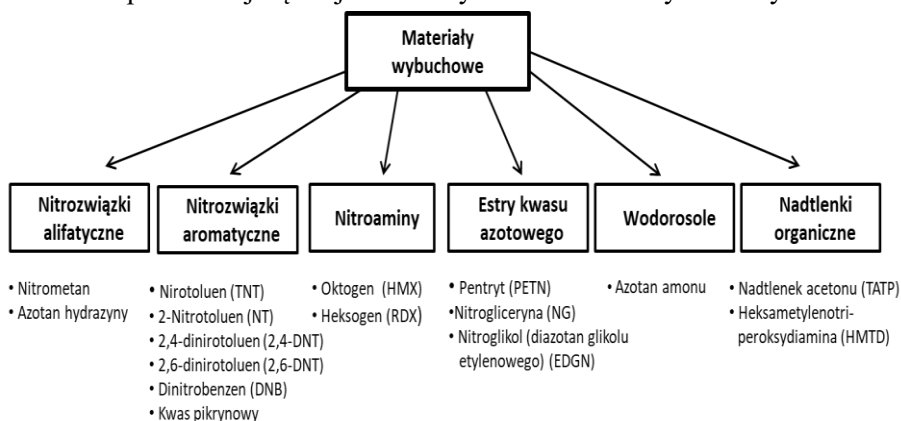 Materiały
wybuchowe
Nitrozwiązki
alifatyczne
Nitrozwiązki
aromatyczne
Nitroaminy
Estry kwasu
azotowego
Wodorosole
Nadtlenki
organiczne
• Nitrometan
• Azotan hydrazyny
• Nirotoluen (TNT)
• 2-Nitrotoluen (NT)
• 2,4-dinirotoluen (2,4-DNT)
• 2,6-dinirotoluen (2,6-DNT)
• Dinitrobenzen (DNB)
• Kwas pikrynowy
• Oktogen (HMX)
• Heksogen (RDX)
• Pentryt (PETN)
•Nitrogliceryna (NG)
• Nitroglikol (diazotan glikolu
etylenowego) (EDGN)
• Azotan amonu
• Nadtlenek acetonu (TATP)
• Heksametylenotri-
peroksydiamina (HMTD)